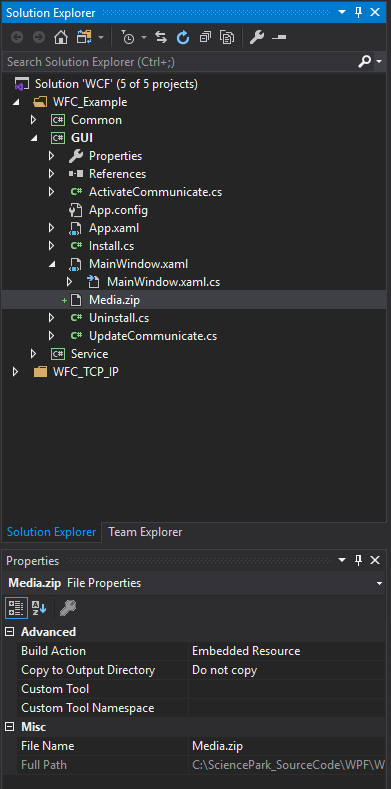 Solution Explorer
Search Solution Explorer (Ctrl+;)
Solution 'WCF' (5 of 5 projects)
WFC_Example
C# Common
C# GUI
Properties
References
C# ActivateCommunicate.cs
App.config
App.xaml
C# Install.cs
MainWindow.xaml
MainWindow.xaml.cs
+ Media.zip
C# Uninstall.cs
C# UpdateCommunicate.cs
C# Service
WFC_TCP_IP
Solution Explorer Team Explorer
Properties
Media.zip File Properties
Advanced
Build Action Embedded Resource
Copy to Output Directory Do not copy
Custom Tool
Custom Tool Namespace
Misc
File Name Media.zip
Full Path C:\SciencePark_SourceCode\WPF\W